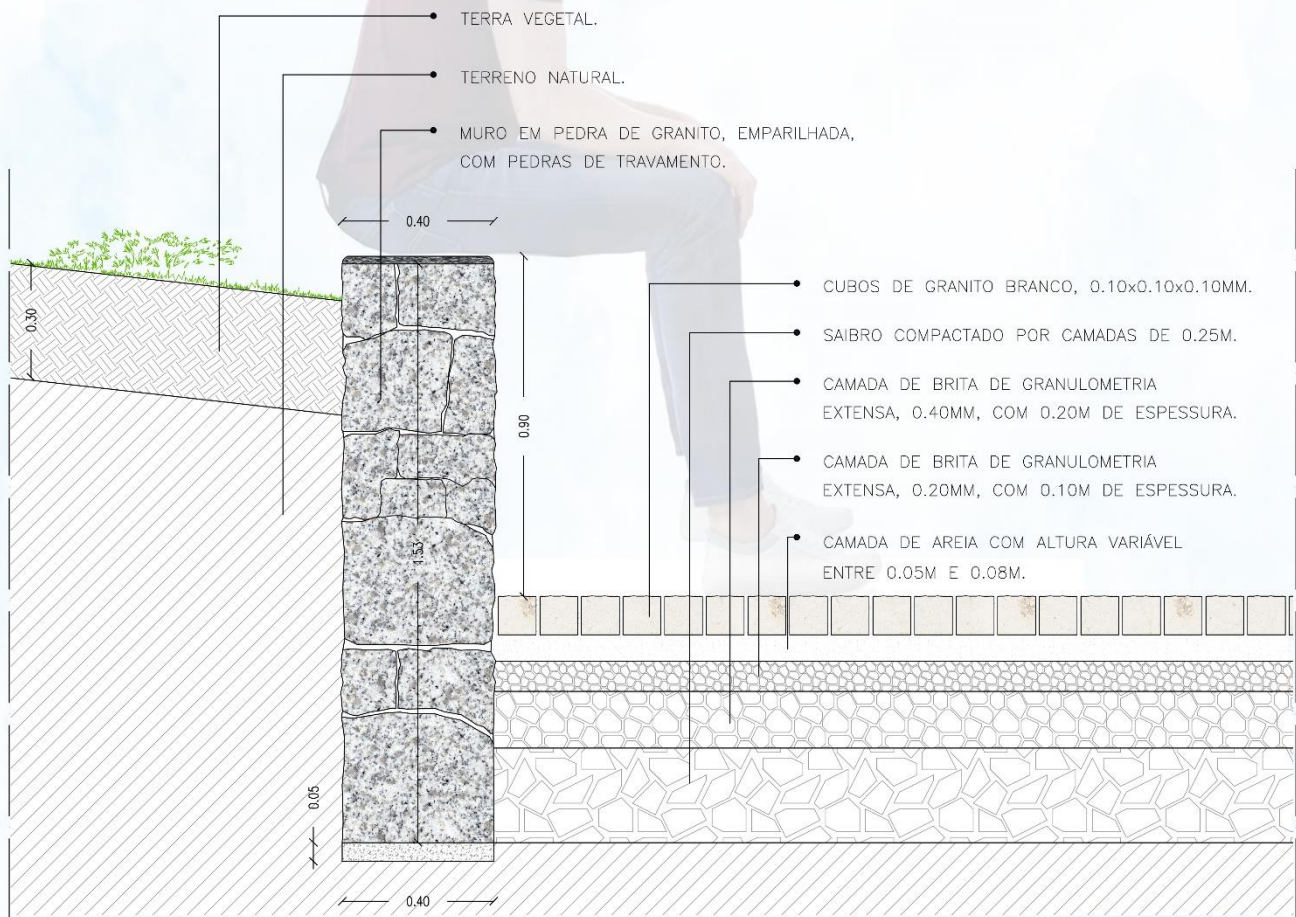 TERRA VEGETAL.
TERRENO NATURAL.
MURO EM PEDRA DE GRANITO, EMPARILHADA,
COM PEDRAS DE TRAVAMENTO.
0.40
CUBOS DE GRANITO BRANCO, 0.10x0.10x0.10MM.
0.30
SAIBRO COMPACTADO POR CAMADAS DE 0.25M.
CAMADA DE BRITA DE GRANULOMETRIA
EXTENSA, 0.40MM, COM 0.20M DE ESPESSURA.
0.90
CAMADA DE BRITA DE GRANULOMETRIA
EXTENSA, 0.20MM, COM 0.10M DE ESPESSURA.
1.53
CAMADA DE AREIA COM ALTURA VARIÁVEL
ENTRE 0.05M E 0.08M.
0.05
0.40